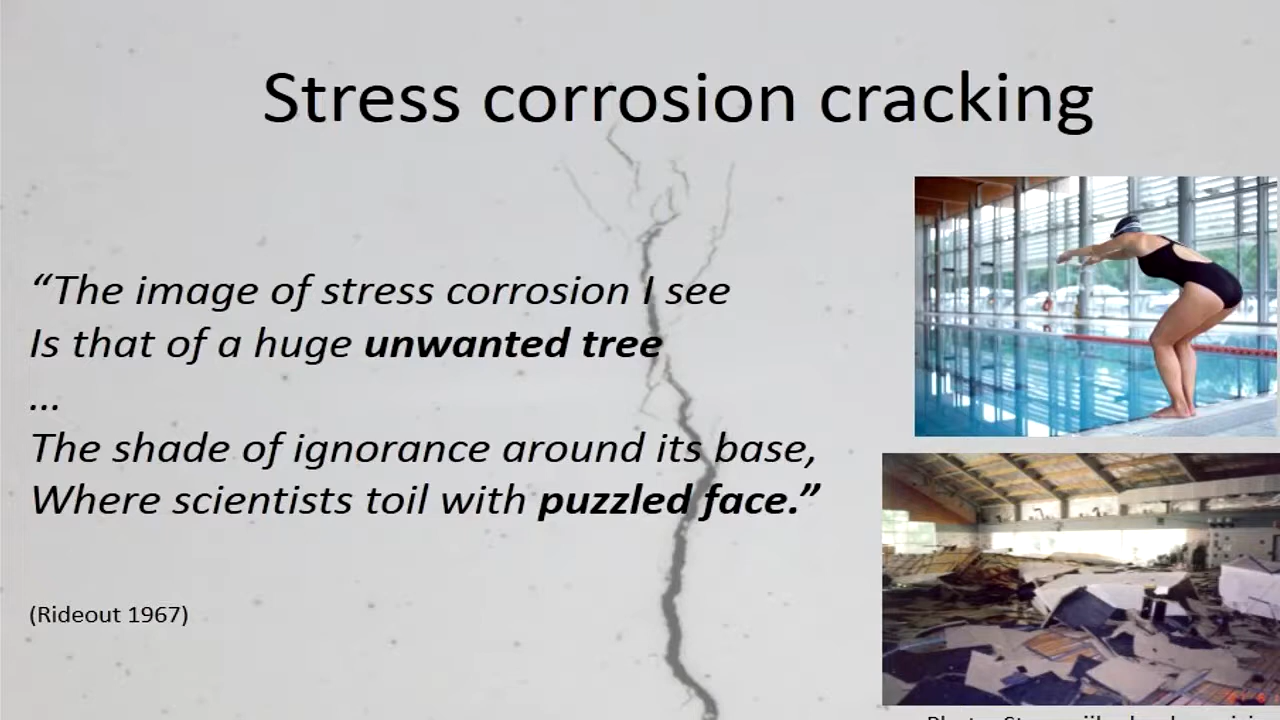 Stress corrosion cracking
“The image of stress corrosion I see
Is that of a huge unwanted tree
...
The shade of ignorance around its base,
Where scientists toil with puzzled face.”
(Rideout 1967)